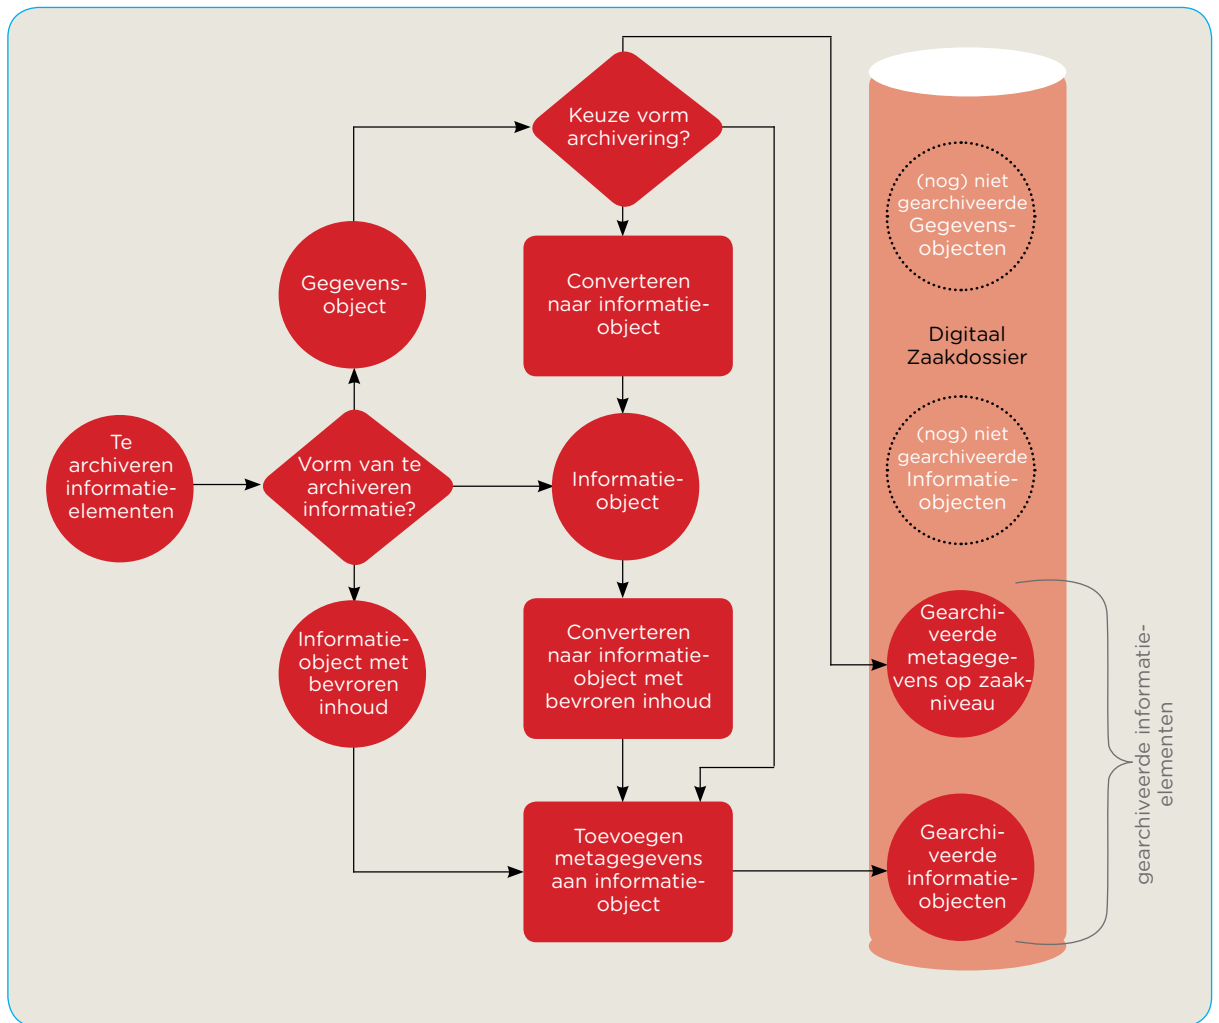 Te
archiveren
informatie-
elementen
Vorm van te
archiveren
informatie?
Gegevens-
object
Informatie-
object met
bevroren
inhoud
Keuze vorm
archivering?
Converteren
naar informatie-
object
Informatie-
object
Converteren
naar informatie-
object met
bevroren inhoud
Toevoegen
metagegevens
aan informatie-
object
(nog) niet
gearchiveerde
Gegevens-
objecten
Digitaal
Zaakdossier
(nog) niet
gearchiveerde
Informatie-
objecten
Gearchi-
veerde
metagege-
vens op zaak-
niveau
Gearchi-
veerde
informatie-
objecten
gearchiveerde informatie-
elementen